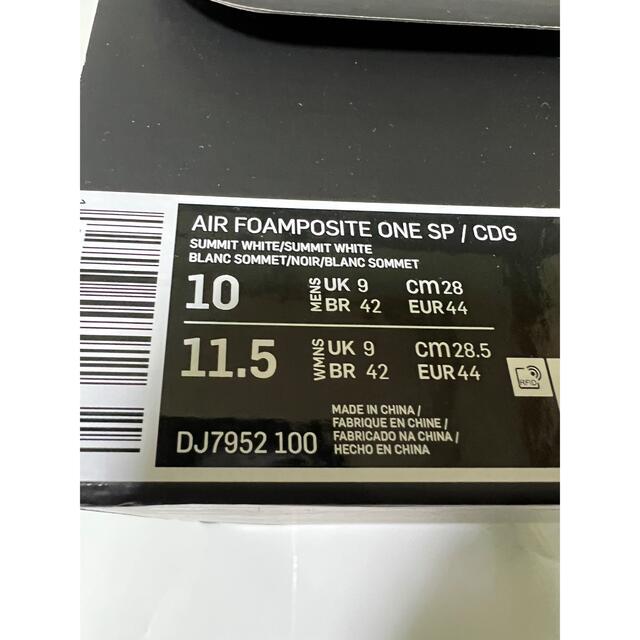 AIR FOAMPOSITE ONE SP / CDG
SUMMIT WHITE/SUMMIT WHITE
BLANC SOMMET/NOIR/BLANC SOMMET
10 MENS UK 9 cm28
BR 42 EUR44
11.5 WMNS UK 9 cm28.5
BR 42 EUR44
RFID
DJ7952 100
MADE IN CHINA /
FABRIQUE EN CHINE /
FABRICADO NA CHINA /
HECHO EN CHINA